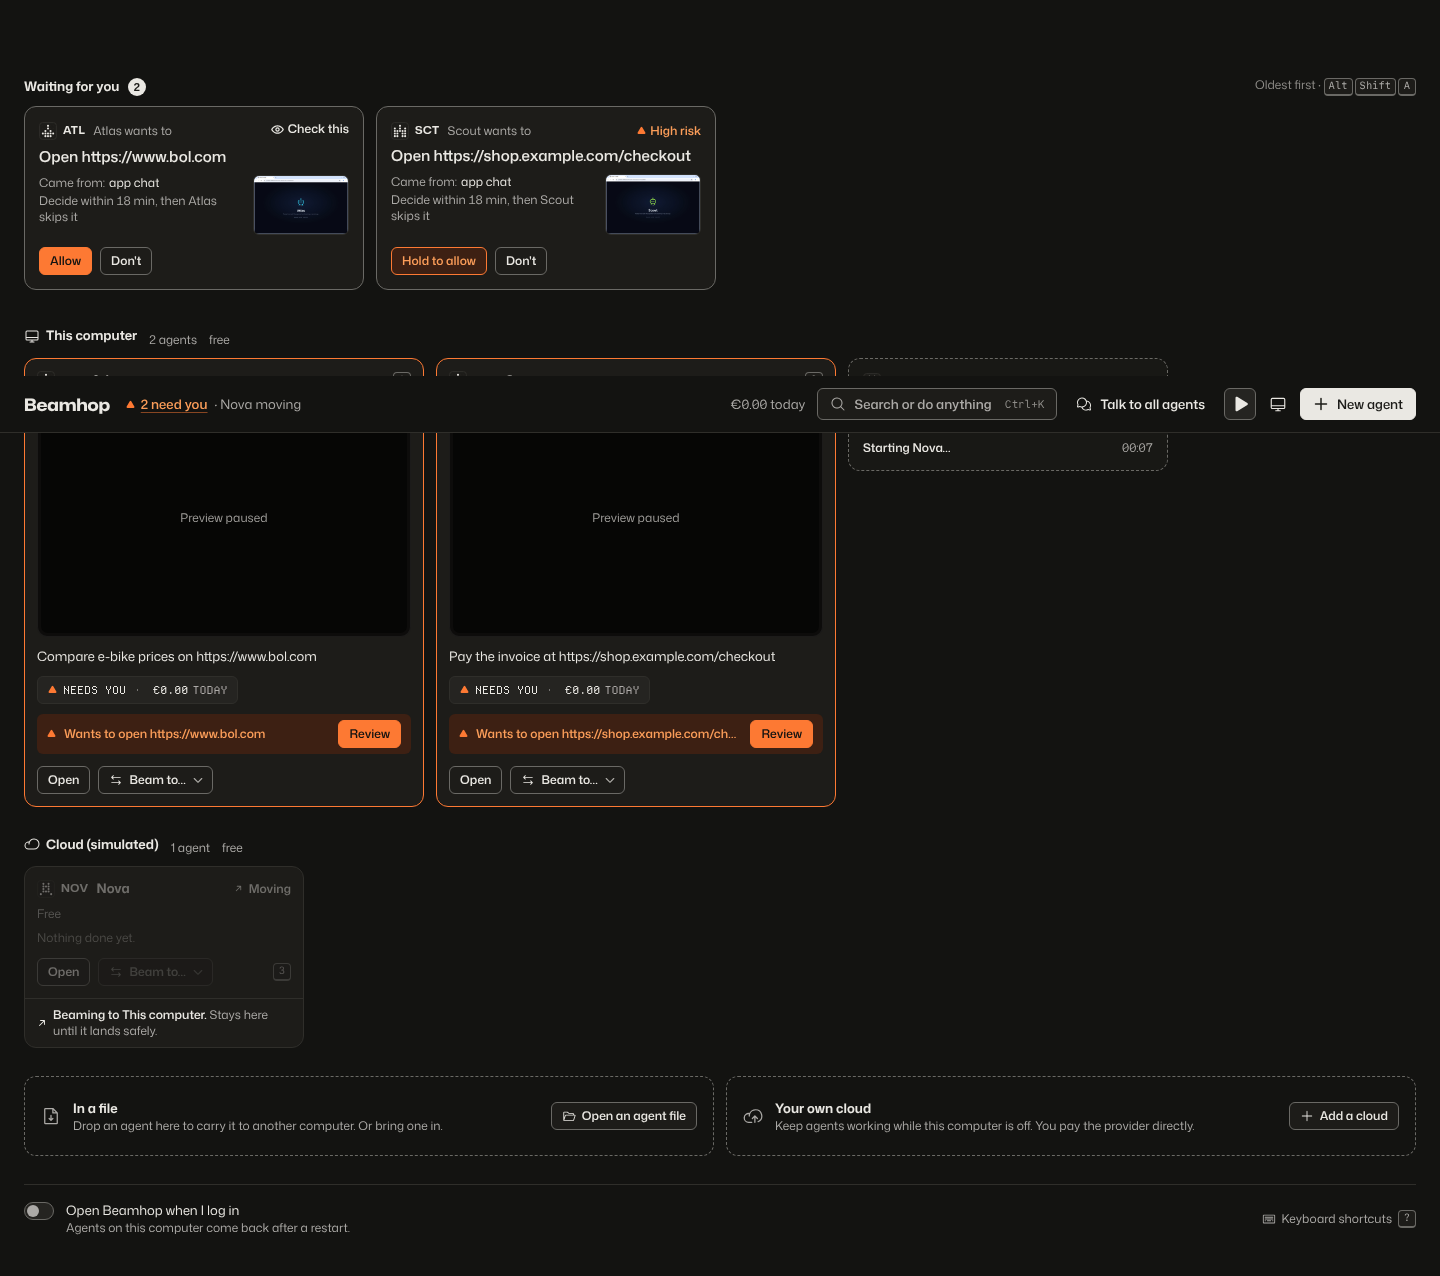 Waiting for you 2
Oldest first · Alt Shift A
ATL Atlas wants to
Check this
Open https://www.bol.com
Came from: app chat
Decide within 18 min, then Atlas
skips it
Allow
Don't
SCT Scout wants to
High risk
Open https://shop.example.com/checkout
Came from: app chat
Decide within 18 min, then Scout
skips it
Hold to allow
Don't
This computer 2 agents free
Beamhop
2 need you · Nova moving
€0.00 today
Search or do anything Ctrl+K
Talk to all agents
New agent
Preview paused
Compare e-bike prices on https://www.bol.com
NEEDS YOU · €0.00 TODAY
Wants to open https://www.bol.com
Review
Open
Beam to...
Preview paused
Pay the invoice at https://shop.example.com/checkout
NEEDS YOU · €0.00 TODAY
Wants to open https://shop.example.com/ch...
Review
Open
Beam to...
Starting Nova...
00:07
Cloud (simulated) 1 agent free
NOV Nova
Moving
Free
Nothing done yet.
Open
Beam to...
3
Beaming to This computer. Stays here
until it lands safely.
In a file
Drop an agent here to carry it to another computer. Or bring one in.
Open an agent file
Your own cloud
Keep agents working while this computer is off. You pay the provider directly.
Add a cloud
Open Beamhop when I log in
Agents on this computer come back after a restart.
Keyboard shortcuts ?